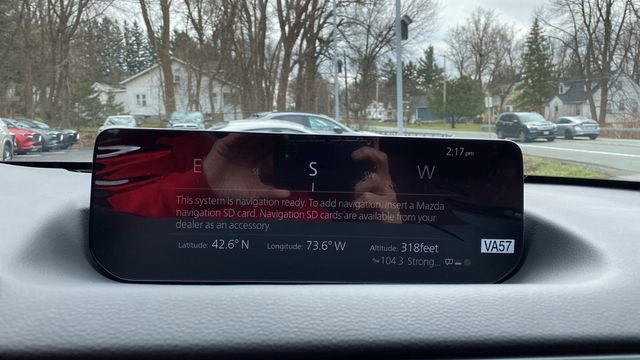 2:17 pm
E SE S SW W
This system is navigation ready. To add navigation, insert a Mazda
navigation SD card. Navigation SD cards are available from your
dealer as an accessory.
Latitude: 42.6° N Longitude: 73.6° W Altitude: 318feet
104.3 Strong...
VA57